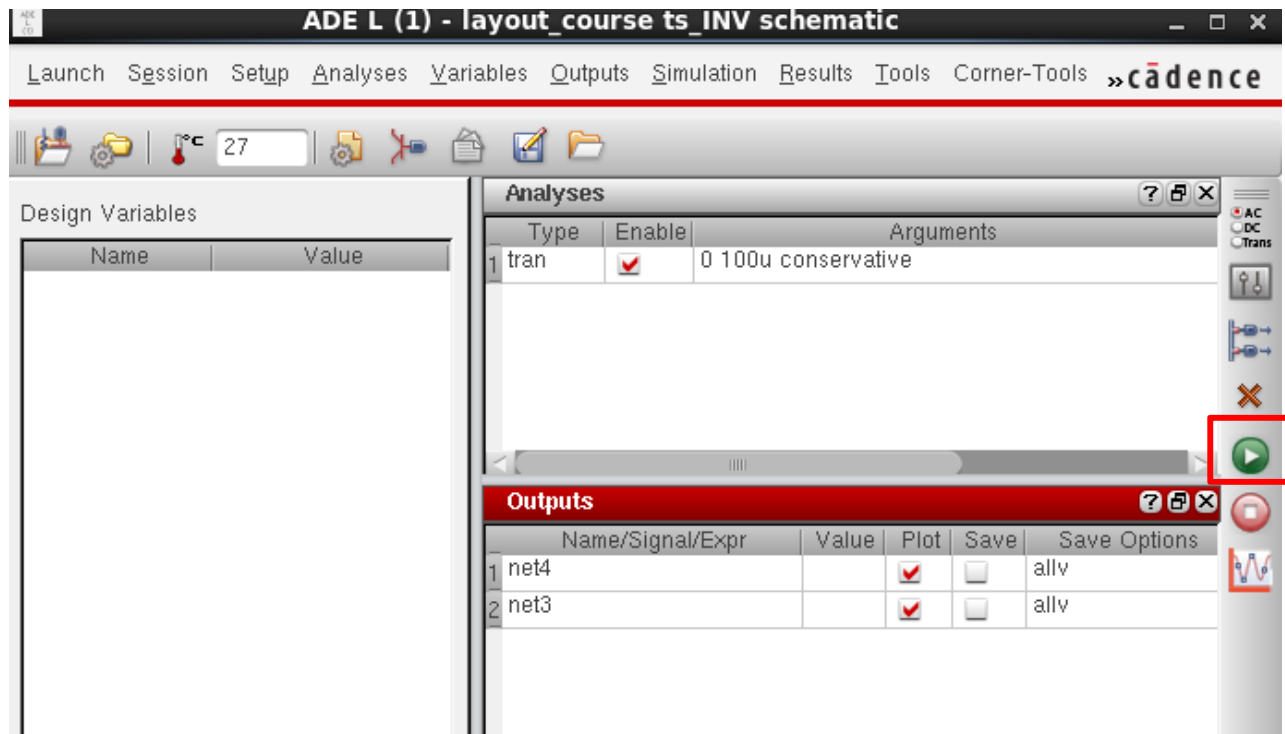 ADE L (1) - layout_course ts_INV schematic
Launch Session Setup Analyses Variables Outputs Simulation Results Tools Corner-Tools » cādence
°C 27
Design Variables
Name Value
Analyses
Type Enable Arguments
1 tran 0 100u conservative
AC
DC
Trans
Outputs
Name/Signal/Expr Value Plot Save Save Options
1 net4 allv
2 net3 allv